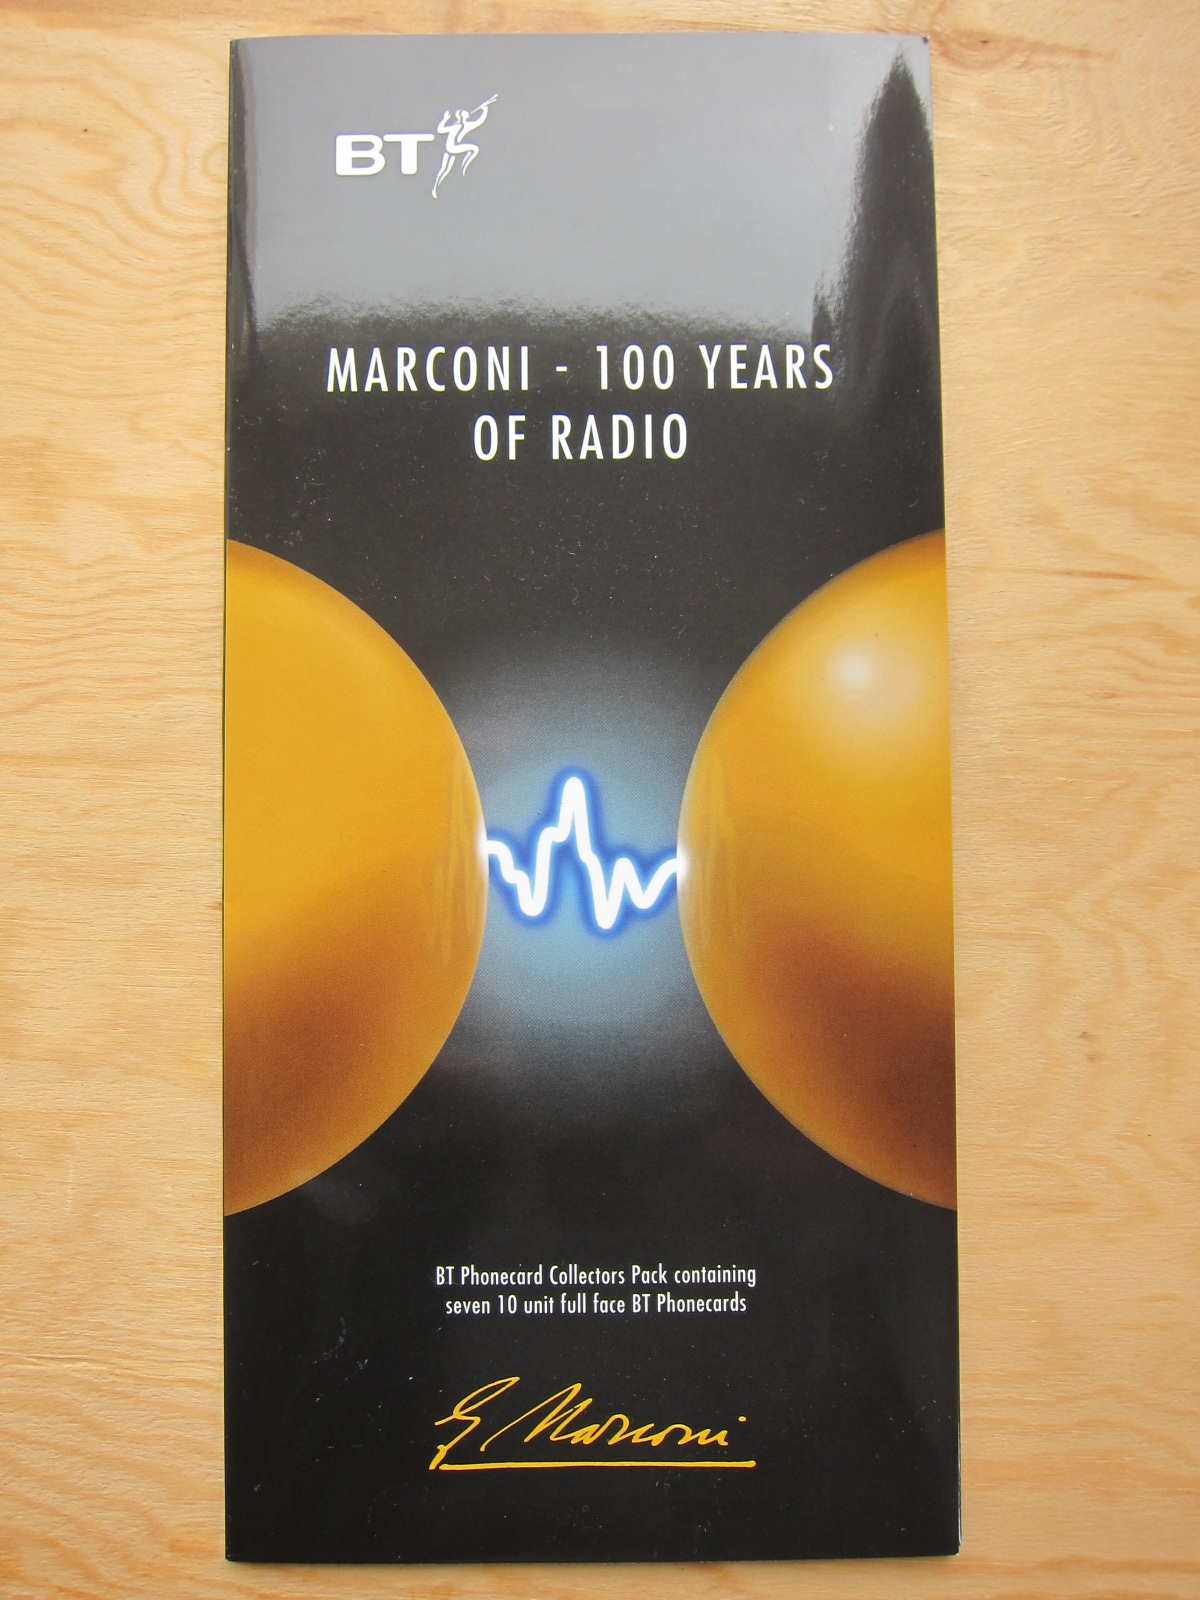 BT
MARCONI - 100 YEARS
OF RADIO
BT Phonecard Collectors Pack containing
seven 10 unit full face BT Phonecards
G Marconi